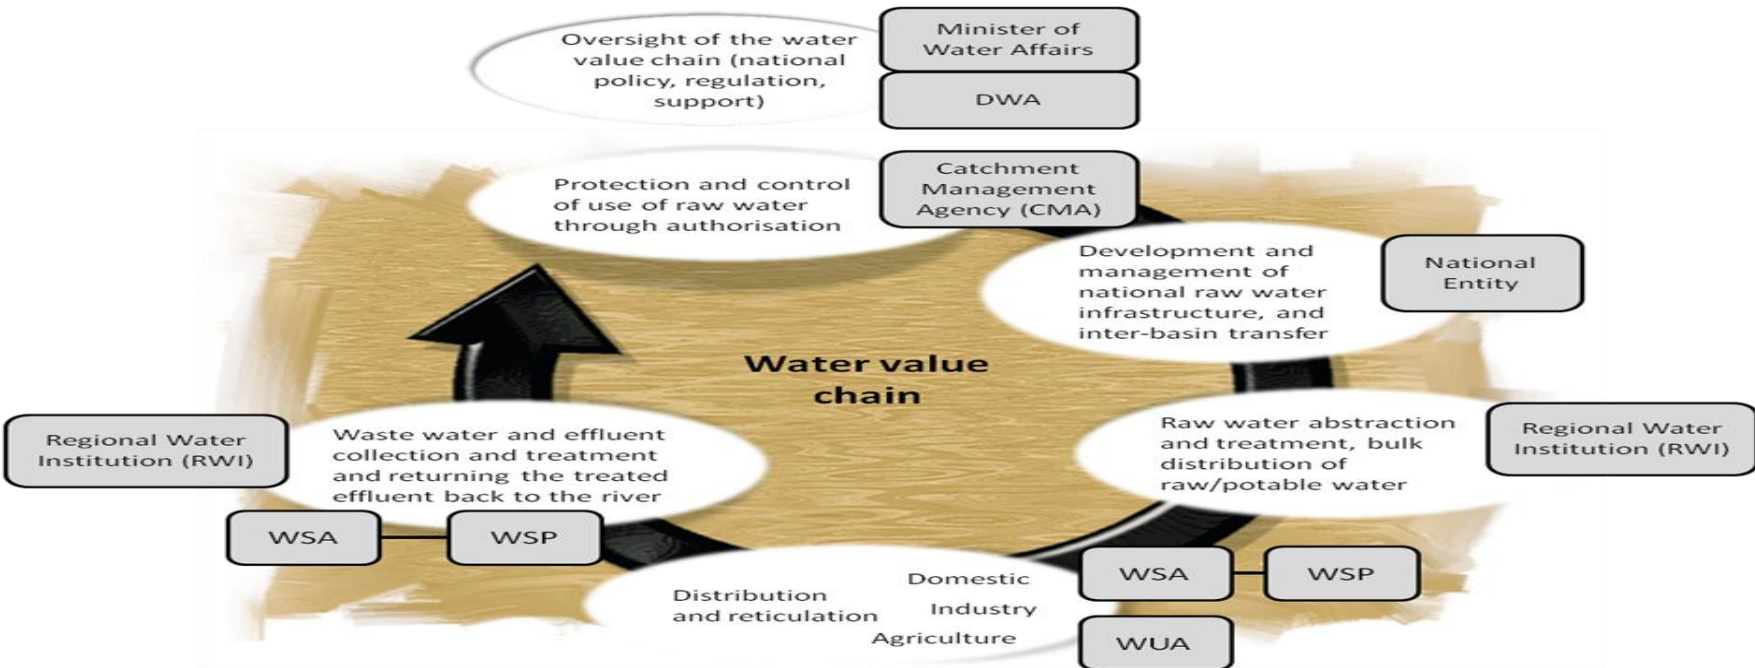 Oversight of the water
value chain (national
policy, regulation,
support)
Minister of
Water Affairs
DWA
Protection and control
of use of raw water
through authorisation
Catchment
Management
Agency (CMA)
Development and
management of
national raw water
infrastructure, and
inter-basin transfer
National
Entity
Water value
chain
Raw water abstraction
and treatment, bulk
distribution of
raw/potable water
Regional Water
Institution (RWI)
Regional Water
Institution (RWI)
Waste water and effluent
collection and treatment
and returning the treated
effluent back to the river
WSA
WSP
Distribution
and reticulation
Domestic
Industry
Agriculture
WSA
WSP
WUA